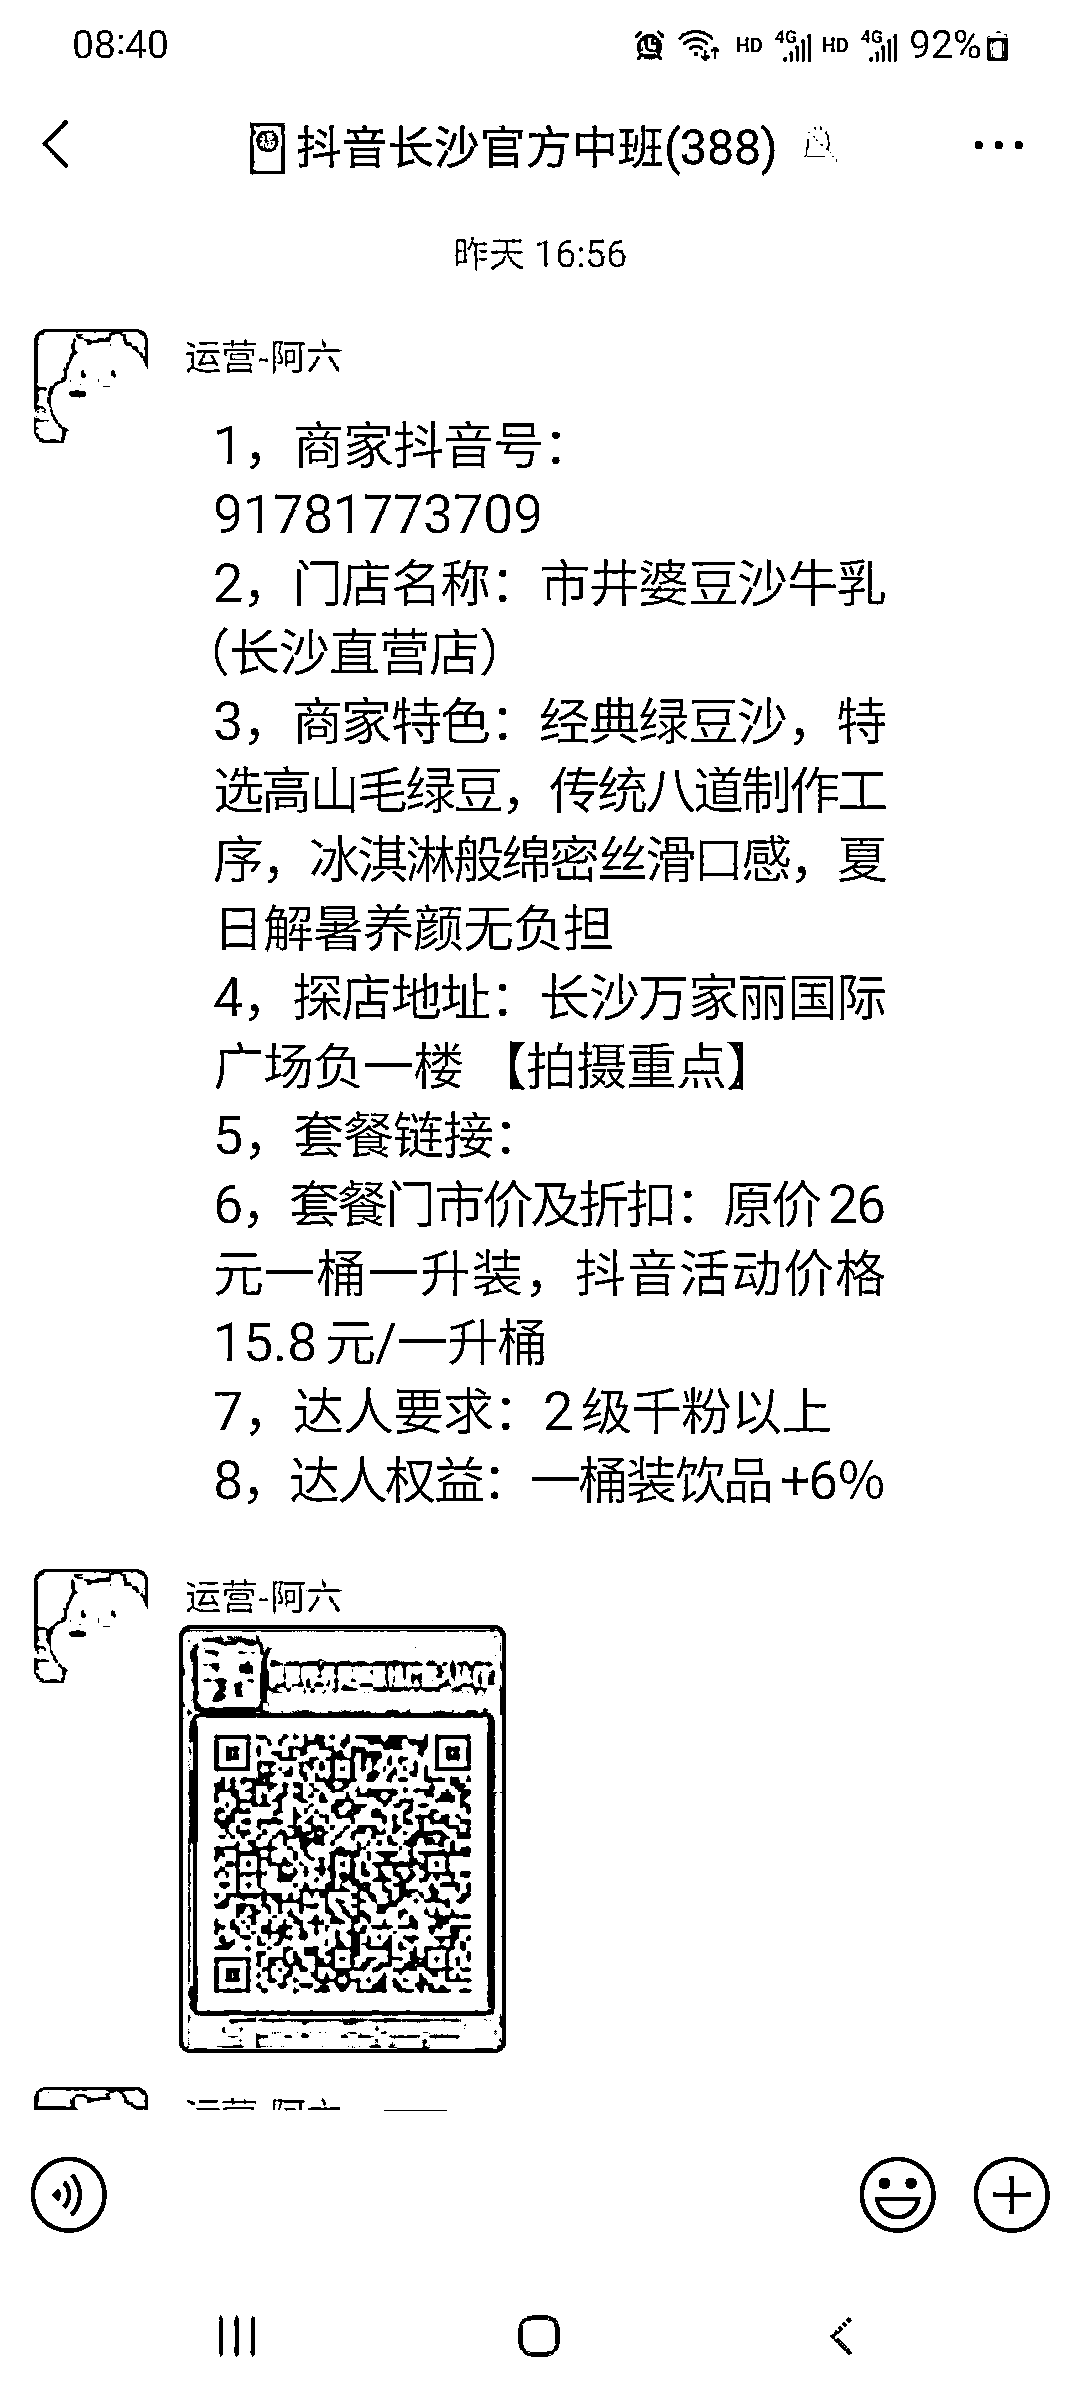 08:40 HD 4G HD 4G 92%
抖音长沙官方中班(388)
昨天 16:56
运营-阿六
1，商家抖音号：
91781773709
2，门店名称：市井婆豆沙牛乳
（长沙直营店）
3，商家特色：经典绿豆沙，特
选高山毛绿豆，传统八道制作工
序，冰淇淋般绵密丝滑口感，夏
日解暑养颜无负担
4，探店地址：长沙万家丽国际
广场负一楼 【拍摄重点】
5，套餐链接：
6，套餐门市价及折扣：原价26
元一桶一升装，抖音活动价格
15.8元/一升桶
7，达人要求：2级千粉以上
8，达人权益：一桶装饮品+6%
运营-阿六
运营-阿六